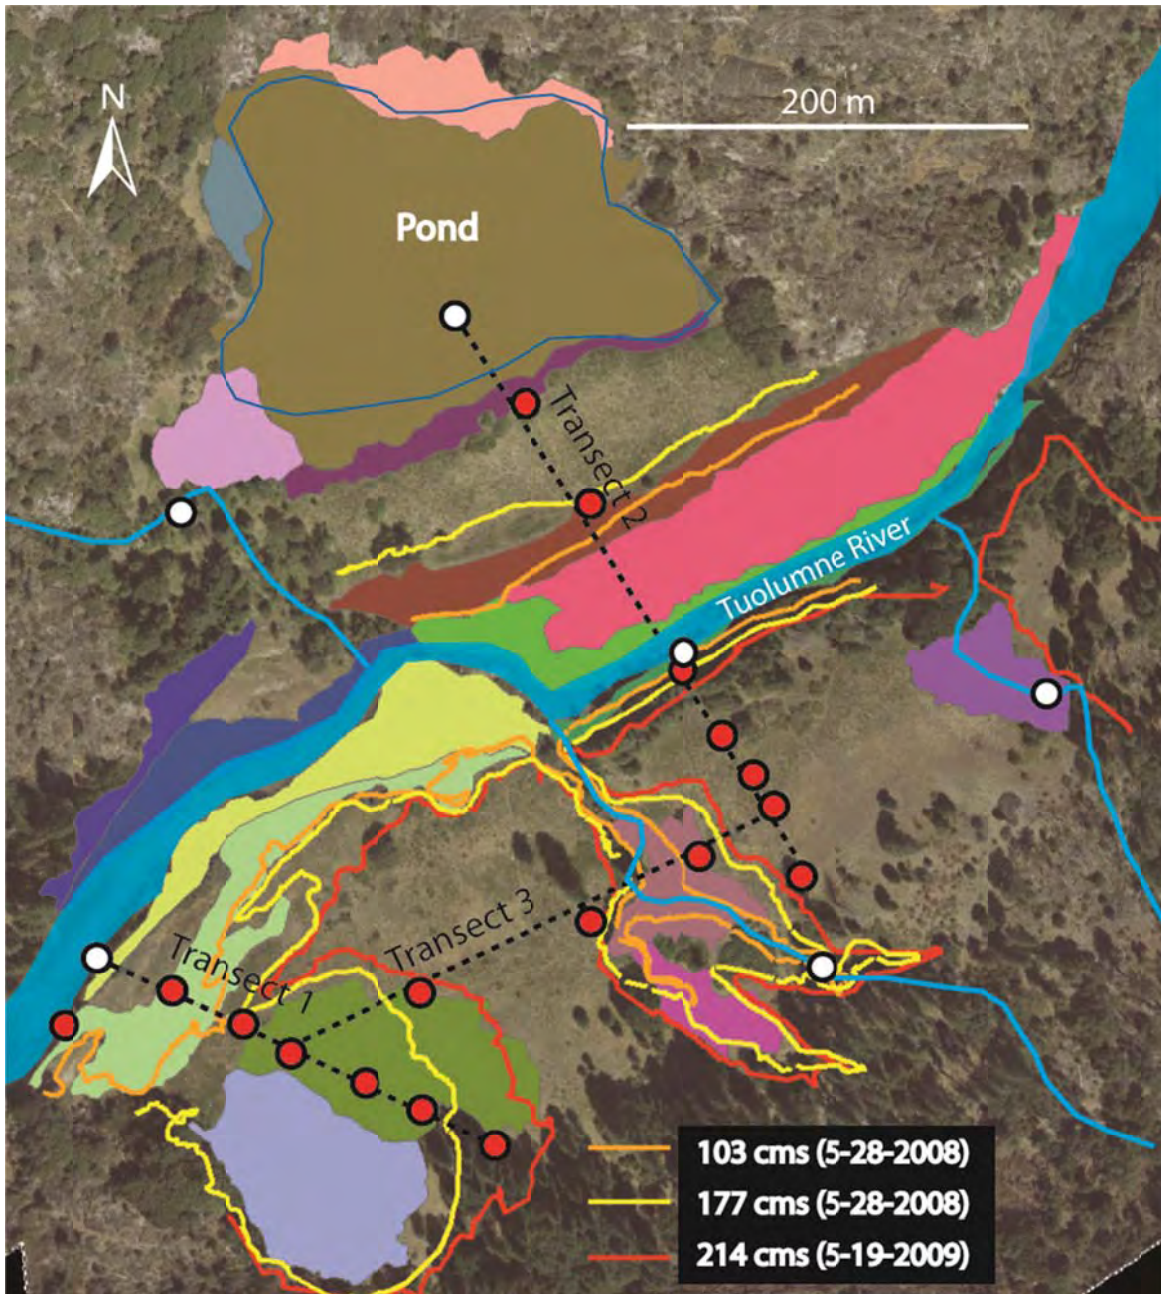 N
200 m
Pond
Transect 2
Tuolumne River
Transect 3
Transect 1
103 cms (5-28-2008)
177 cms (5-28-2008)
214 cms (5-19-2009)